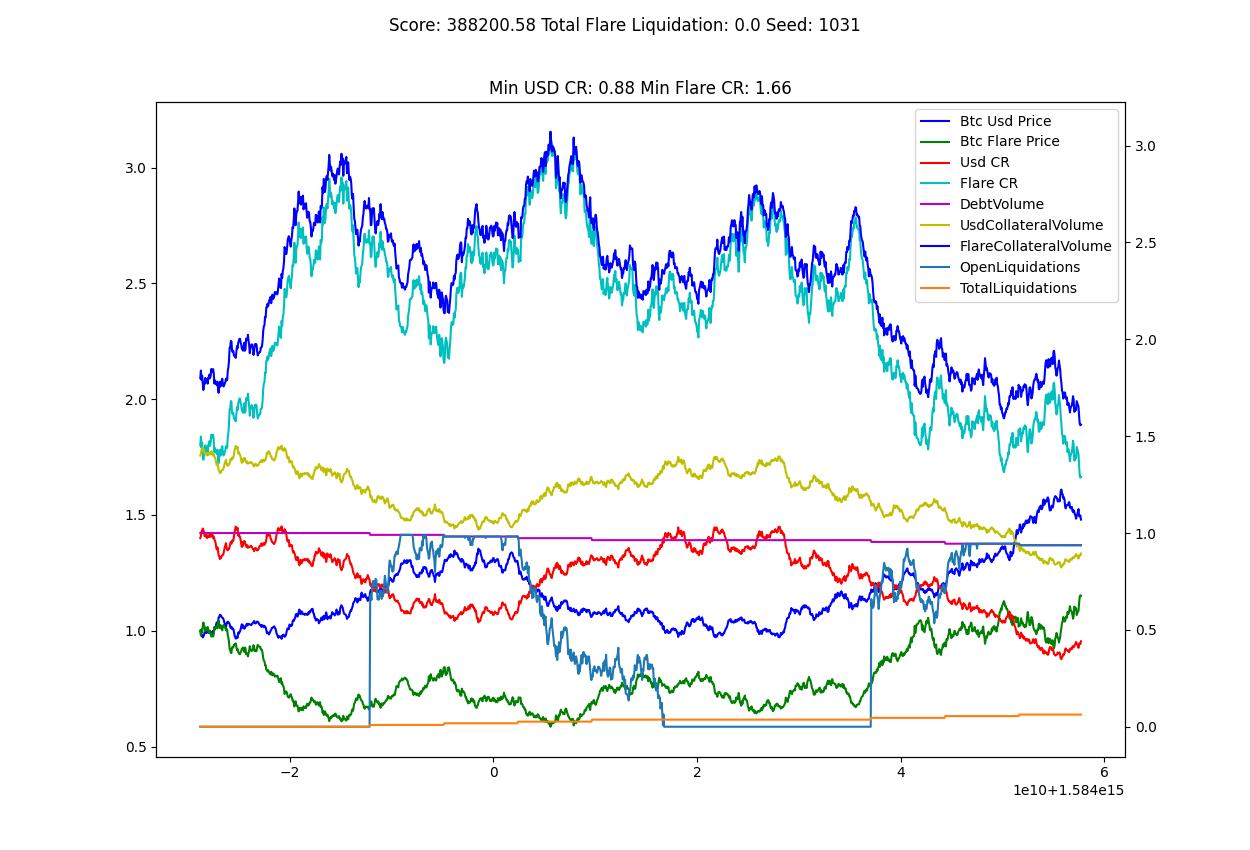 Score: 388200.58 Total Flare Liquidation: 0.0 Seed: 1031
Min USD CR: 0.88 Min Flare CR: 1.66
Btc Usd Price
Btc Flare Price
Usd CR
Flare CR
DebtVolume
UsdCollateralVolume
FlareCollateralVolume
OpenLiquidations
TotalLiquidations
3.0
2.5
2.0
1.5
1.0
0.5
3.0
2.5
2.0
1.5
1.0
0.5
0.0
−2 0 2 4 6
1e10+1.584e15